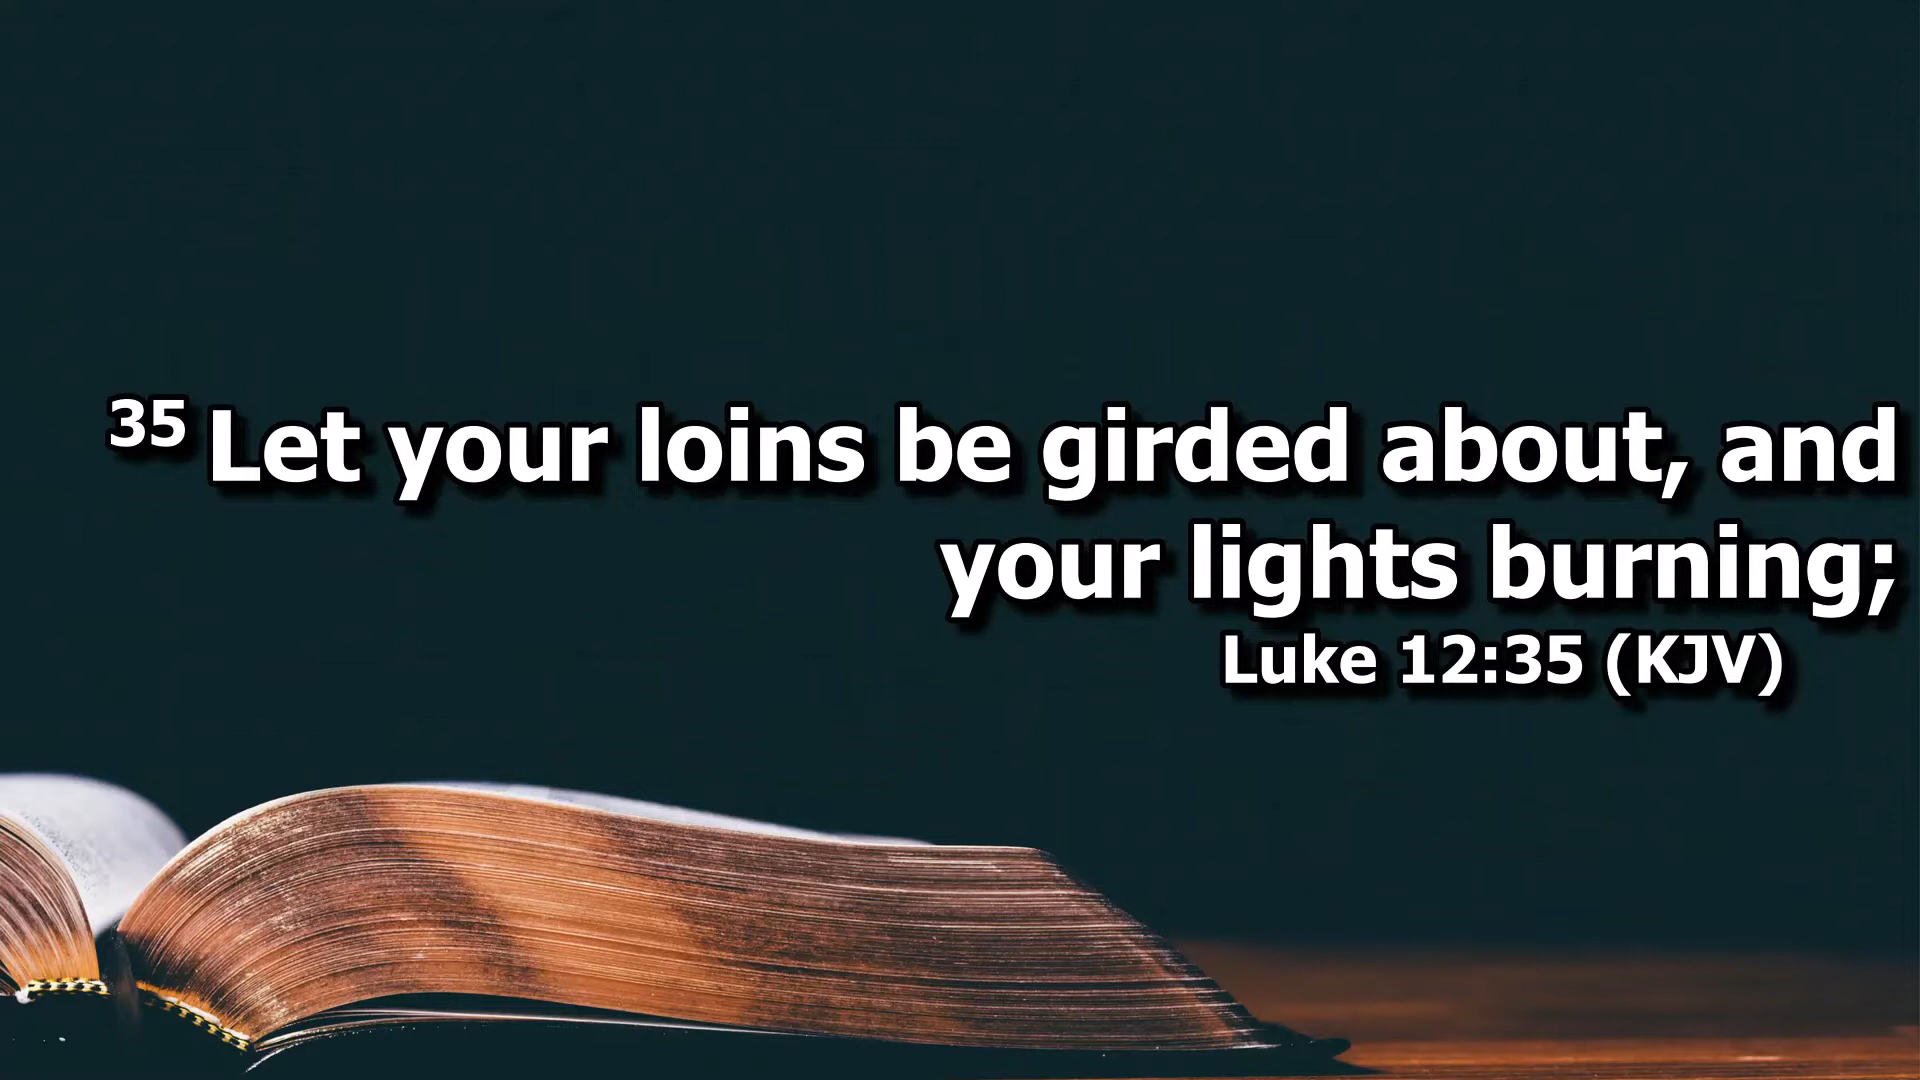 35 Let your loins be girded about, and
your lights burning;
Luke 12:35 (KJV)